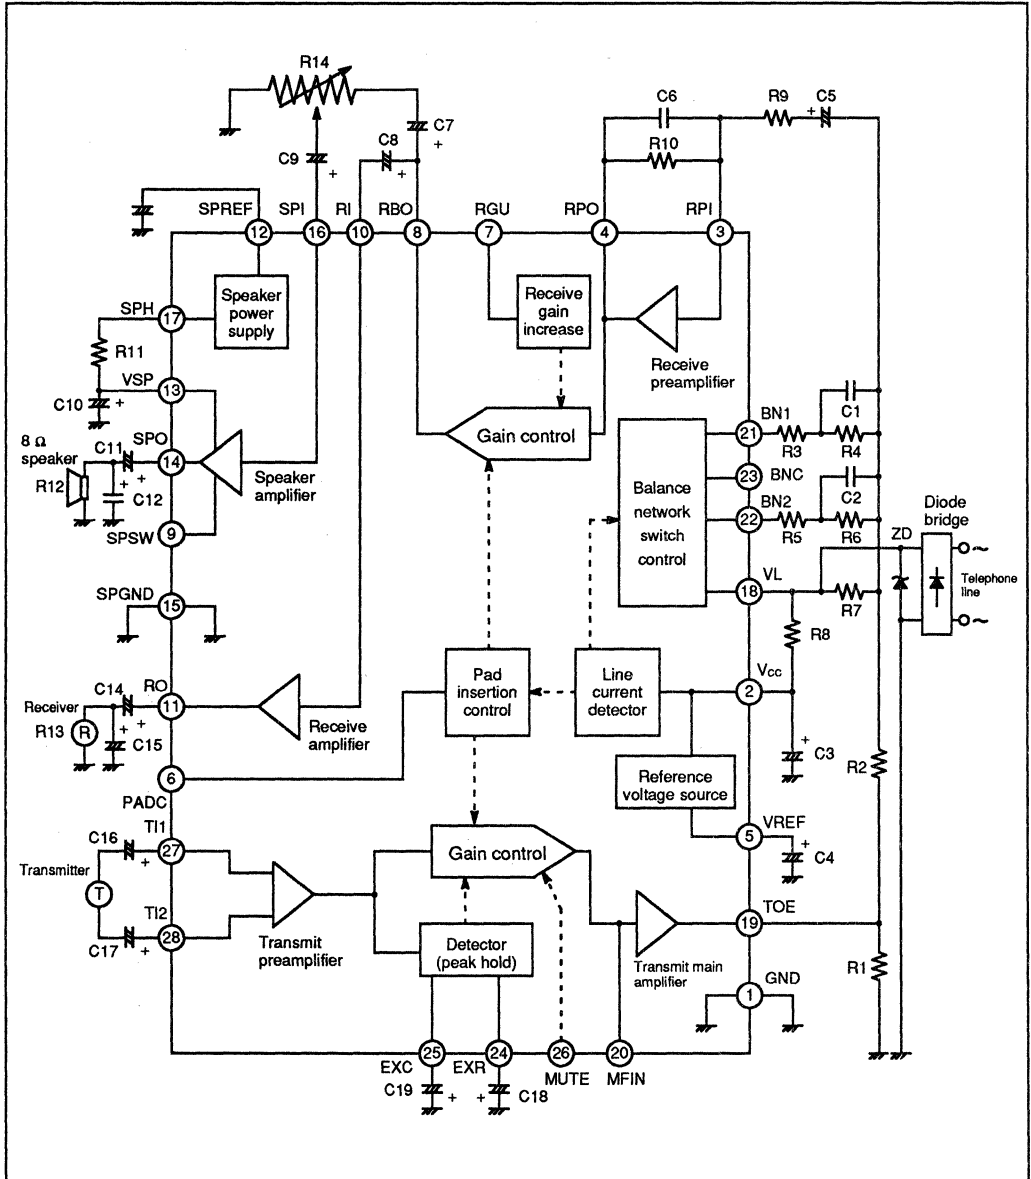 R14
C6
R9
+
C5
C7
+
C8
+
R10
C9
+
SPREF
SPI
RI
RBO
RGU
RPO
RPI
12
16
10
8
7
4
3
Speaker
power
supply
Receive
gain
increase
SPH
17
R11
Receive
preamplifier
VSP
13
C10
+
Gain control
C1
BN1
21
R3
R4
8 Ω
speaker
SPO
C11
14
+
+
R12
C12
Speaker
amplifier
SPSW
9
Balance
network
switch
control
23
BNC
BN2
22
C2
R5
R6
Diode
bridge
ZD
~
Telephone
line
~
VL
18
R7
R8
SPGND
15
Pad
insertion
control
Line
current
detector
Vcc
2
RO
11
C14
+
+
Receiver
R13
R
C15
Receive
amplifier
+
C3
R2
Reference
voltage source
6
PADC
VREF
5
+
C4
TI1
27
C16
+
Transmitter
T
Gain control
TI2
28
C17
+
Transmit
preamplifier
Detector
(peak hold)
TOE
19
Transmit main
amplifier
R1
GND
1
25
24
26
20
EXC
EXR
MUTE
MFIN
C19
+
+
C18